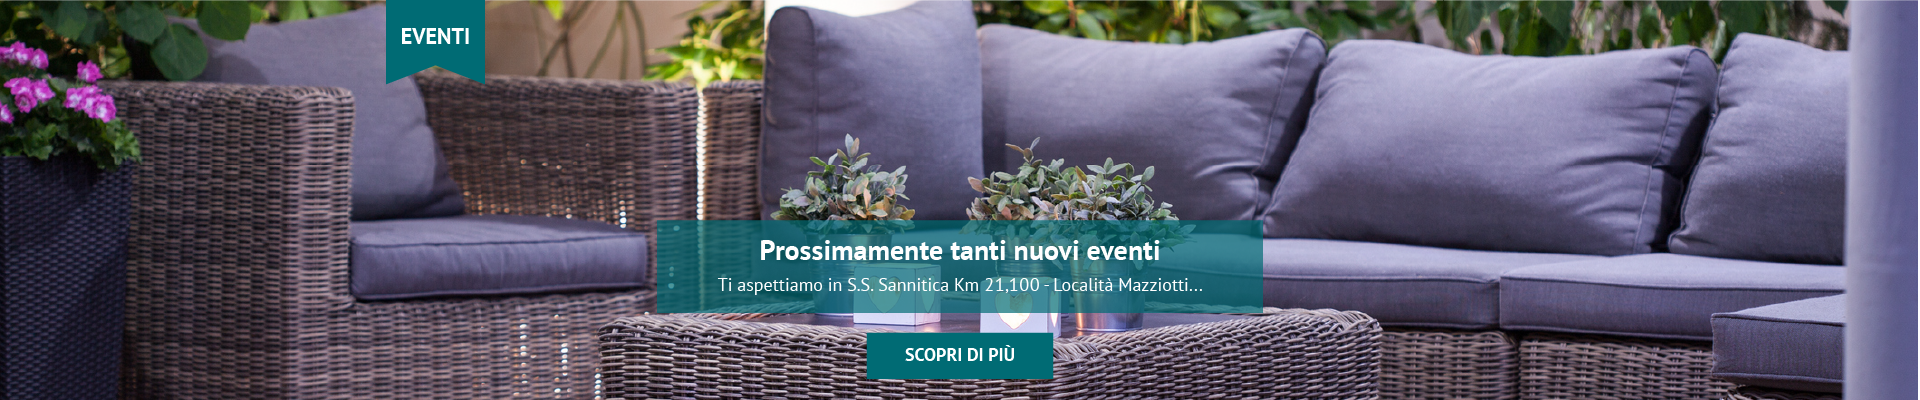 EVENTI
Prossimamente tanti nuovi eventi
Ti aspettiamo in S.S. Sannitica Km 21,100 - Località Mazziotti...
SCOPRI DI PIÙ